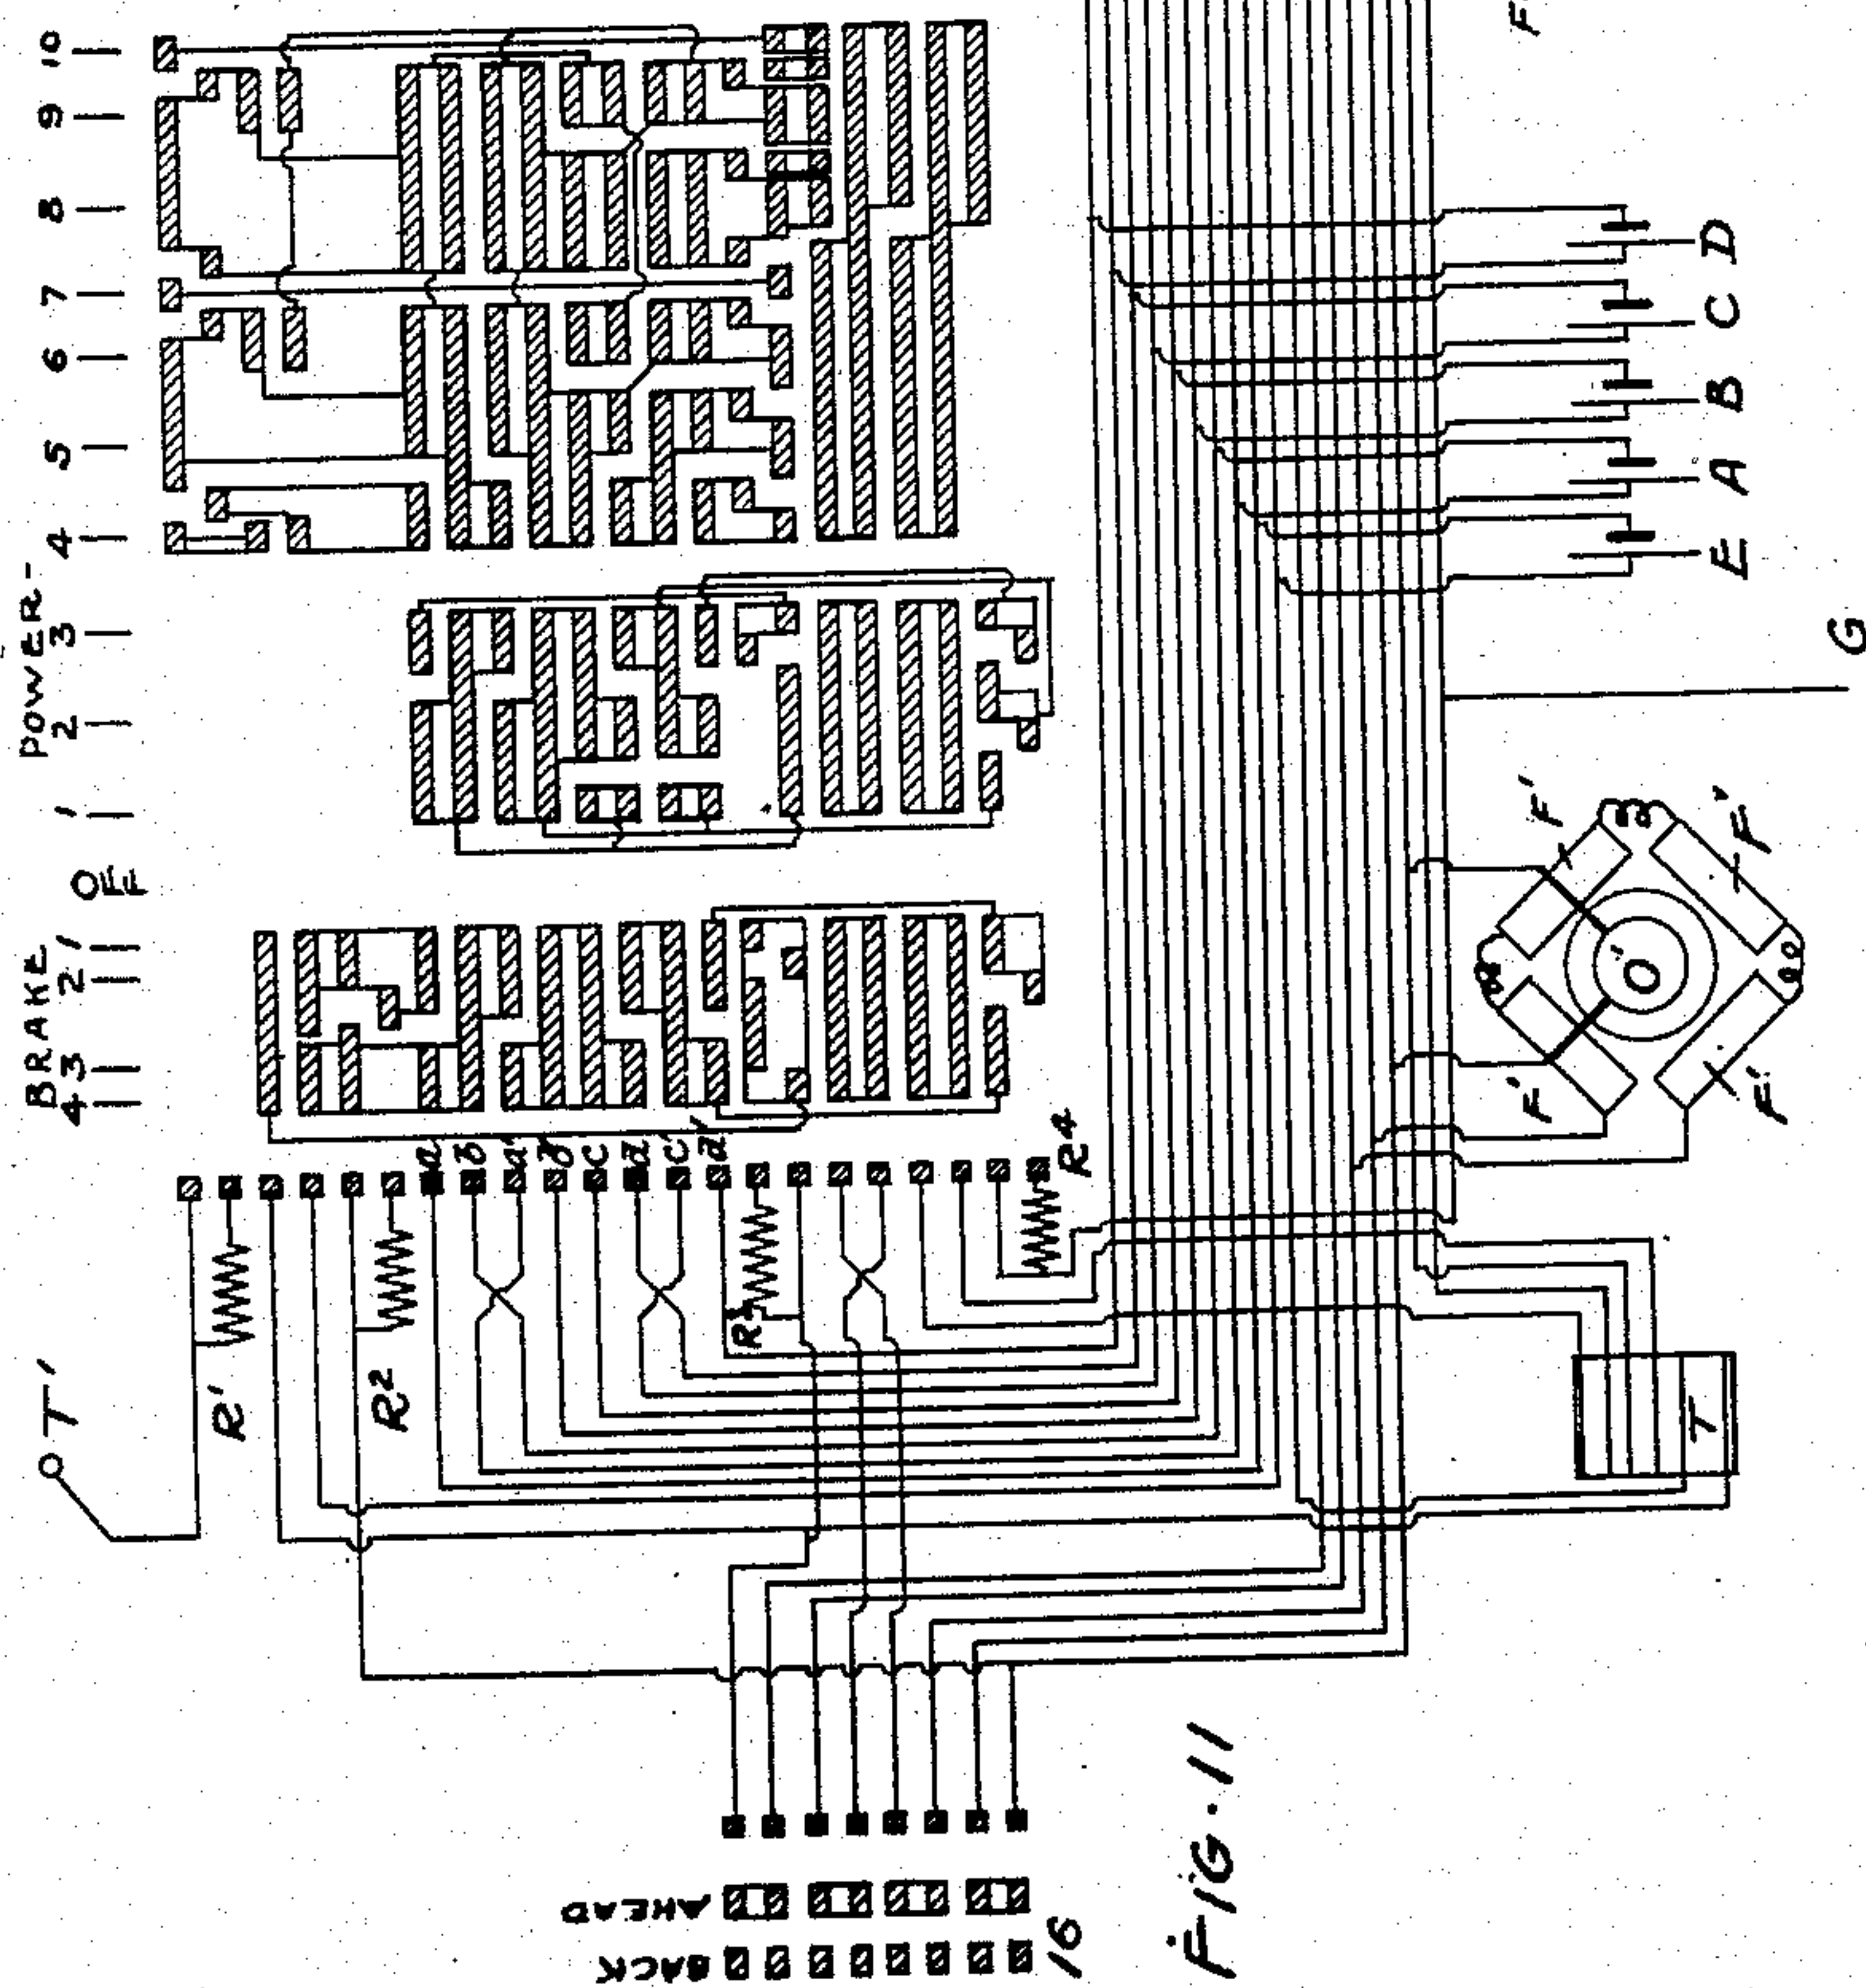 POWER-
BRAKE
OFF
4 3 2 1
1 2 3 4 5 6 7 8 9 10
T'
R'
R²
a
b
a'
b'
c
d
c'
d'
R⁴
F'
F'
F'
F'
O'
G
E A B C D
T
AHEAD
BACK
16
FIG. 11